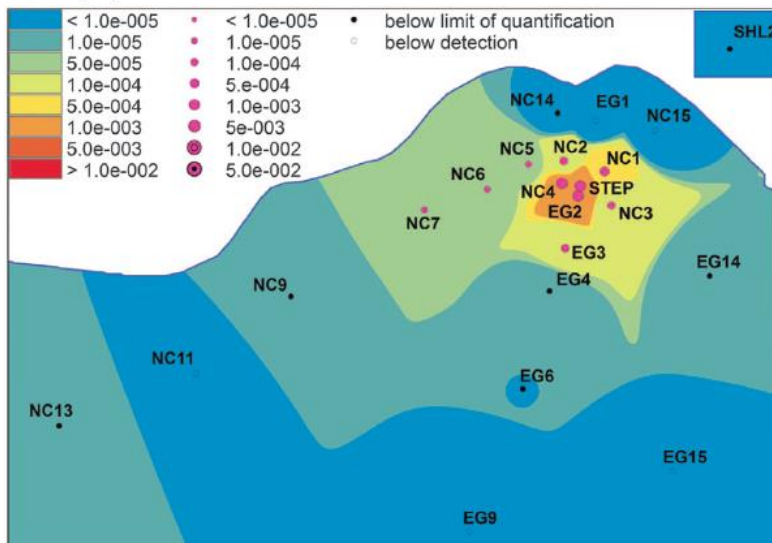 < 1.0e-005 < 1.0e-005 below limit of quantification
1.0e-005 1.0e-005 below detection
5.0e-005 1.0e-004
1.0e-004 5.e-004
5.0e-004 1.0e-003
1.0e-003 5e-003
5.0e-003 1.0e-002
> 1.0e-002 5.0e-002
SHL2
NC14 EG1 NC15
NC5 NC2 NC1
NC6 NC4 STEP
NC7 EG2 NC3
EG3
NC9 EG4 EG14
NC11 EG6
NC13
EG15
EG9